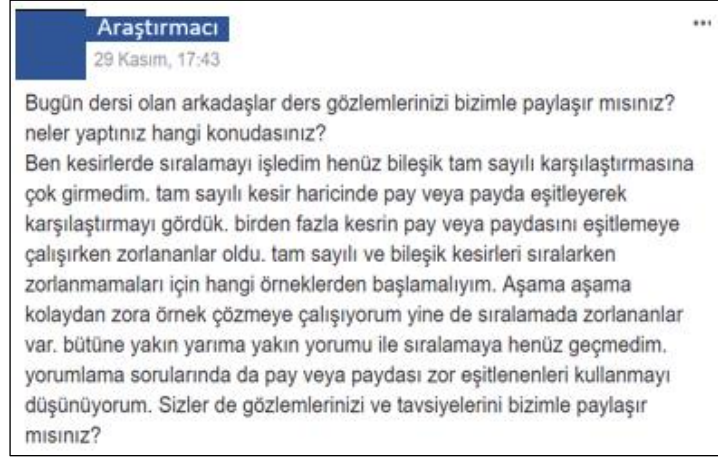 Araştırmacı
29 Kasım, 17:43
Bugün dersi olan arkadaşlar ders gözlemlerinizi bizimle paylaşır mısınız?
neler yaptınız hangi konudasınız?
Ben kesirlerde sıralamayı işledim henüz bileşik tam sayılı karşılaştırmasına
çok girmedim. tam sayılı kesir haricinde pay veya payda eşitleyerek
karşılaştırmayı gördük. birden fazla kesrin pay veya paydasını eşitlemeye
çalışırken zorlananlar oldu. tam sayılı ve bileşik kesirleri sıralarken
zorlanmamaları için hangi örneklerden başlamalıyım. Aşama aşama
kolaydan zora örnek çözmeye çalışıyorum yine de sıralamada zorlananlar
var. bütüne yakın yarıma yakın yorumu ile sıralamaya henüz geçmedim.
yorumlama sorularında da pay veya paydası zor eşitlenenleri kullanmayı
düşünüyorum. Sizler de gözlemlerinizi ve tavsiyelerini bizimle paylaşır
mısınız?